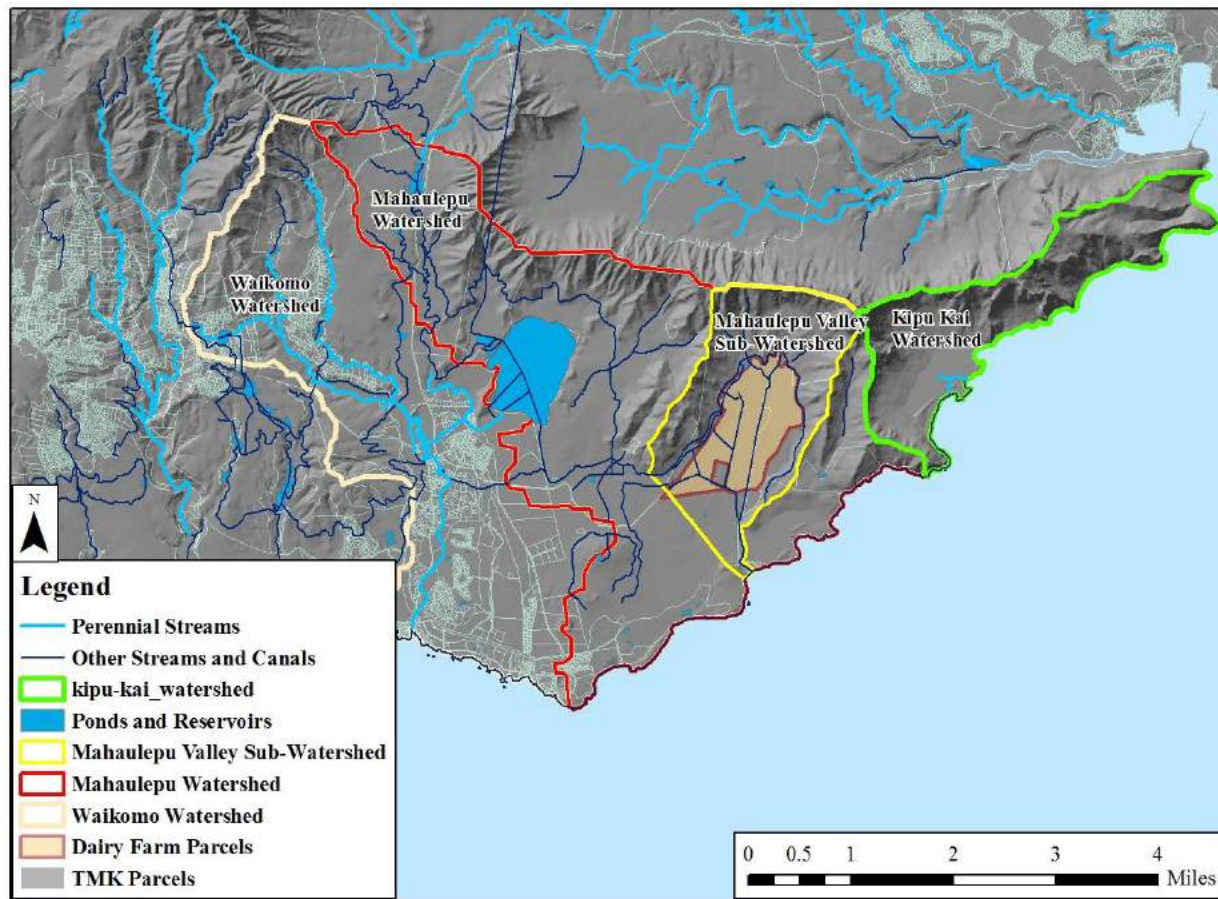 Mahaulepu
Watershed
Waikomo
Watershed
Mahaulepu Valley
Sub-Watershed
Kipu Kai
Watershed
N
Legend
Perennial Streams
Other Streams and Canals
kipu-kai_watershed
Ponds and Reservoirs
Mahaulepu Valley Sub-Watershed
Mahaulepu Watershed
Waikomo Watershed
Dairy Farm Parcels
TMK Parcels
0 0.5 1 2 3 4
Miles